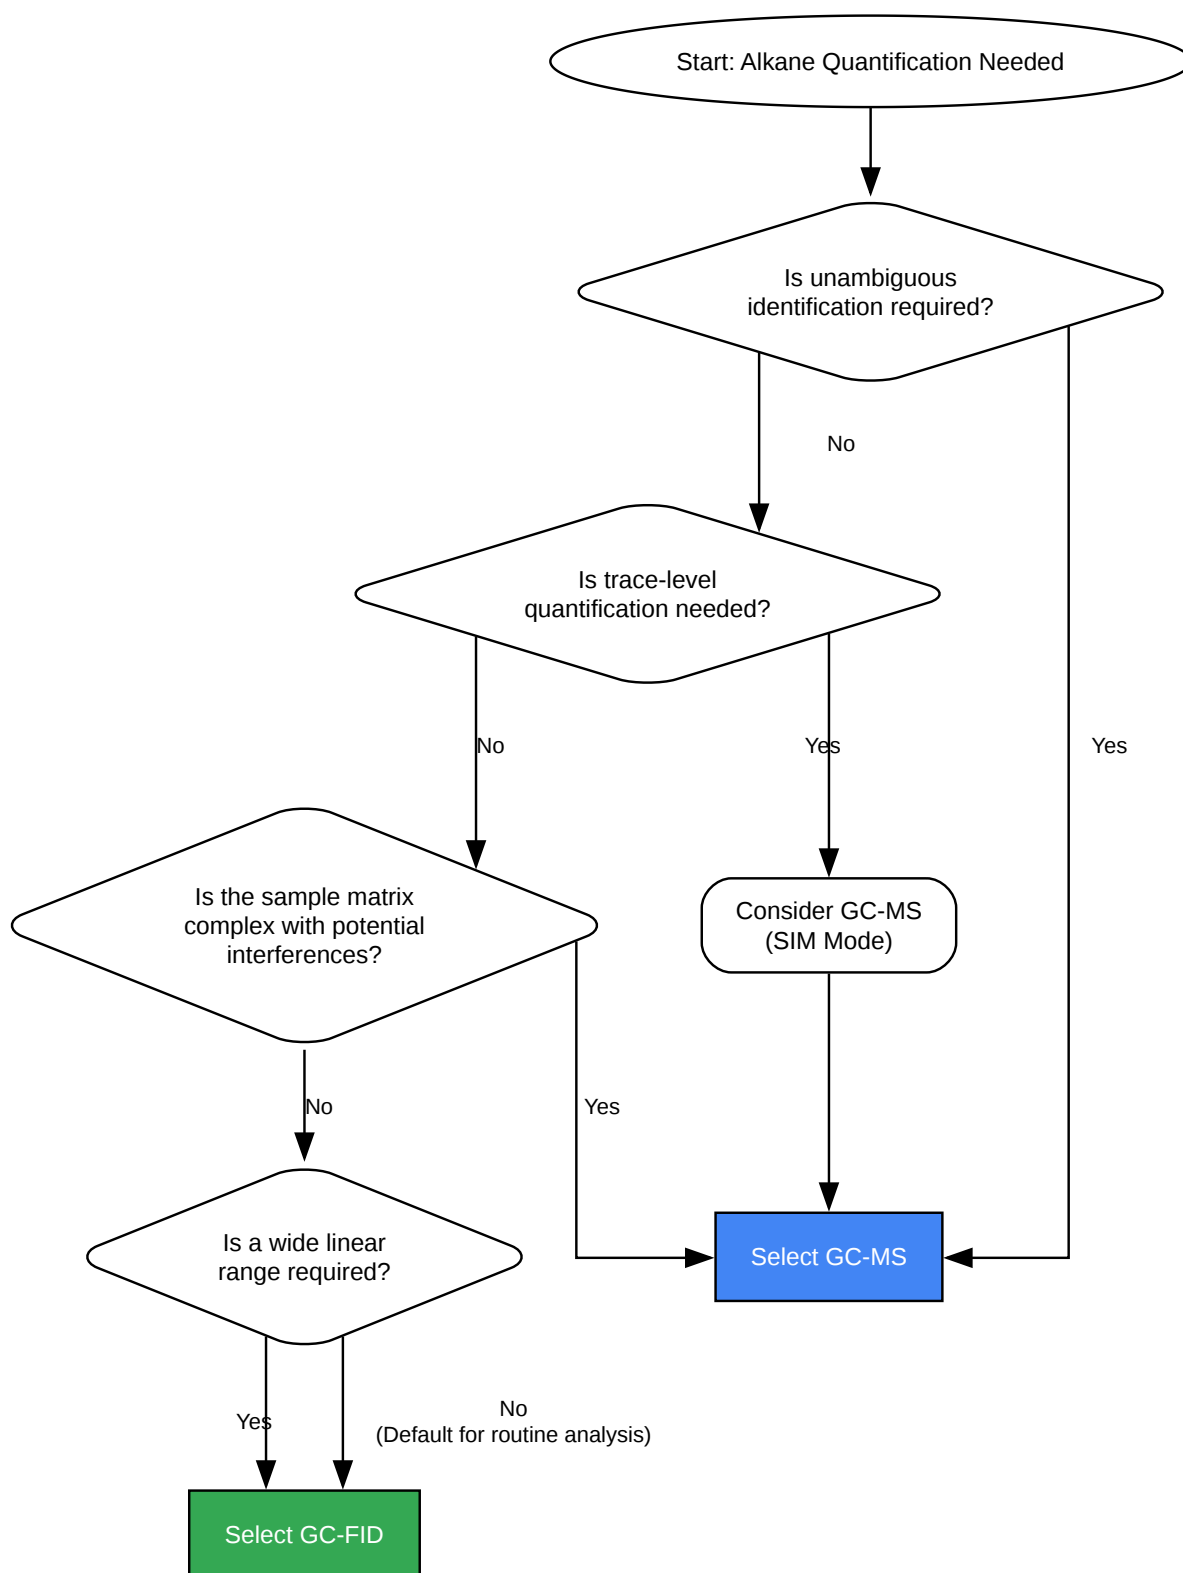 Start: Alkane Quantification Needed
Is unambiguous
identification required?
No
Is trace-level
quantification needed?
No
Yes
Yes
Is the sample matrix
complex with potential
interferences?
Consider GC-MS
(SIM Mode)
No
Yes
Is a wide linear
range required?
Select GC-MS
Yes
No
(Default for routine analysis)
Select GC-FID